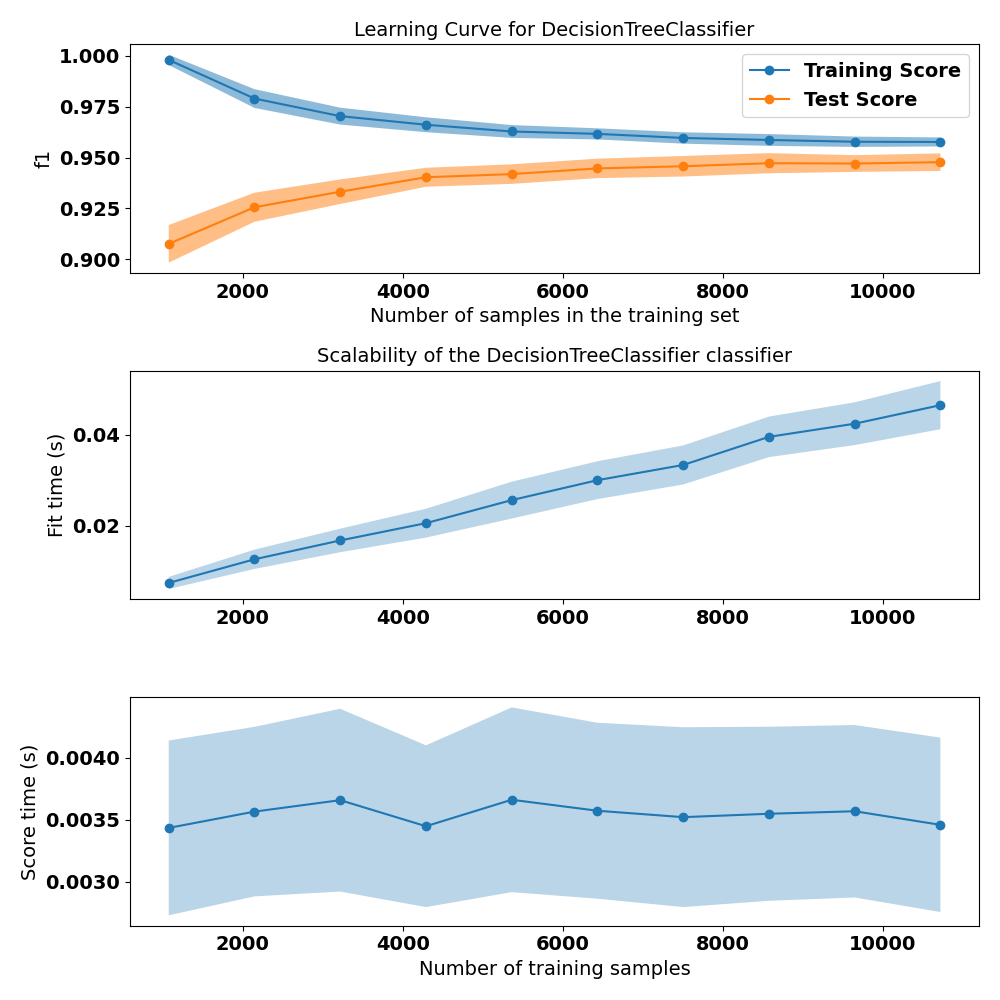 Learning Curve for DecisionTreeClassifier
1.000
0.975
0.950
0.925
0.900
f1
Training Score
Test Score
2000 4000 6000 8000 10000
Number of samples in the training set
Scalability of the DecisionTreeClassifier classifier
0.04
0.02
Fit time (s)
2000 4000 6000 8000 10000
0.0040
0.0035
0.0030
Score time (s)
2000 4000 6000 8000 10000
Number of training samples